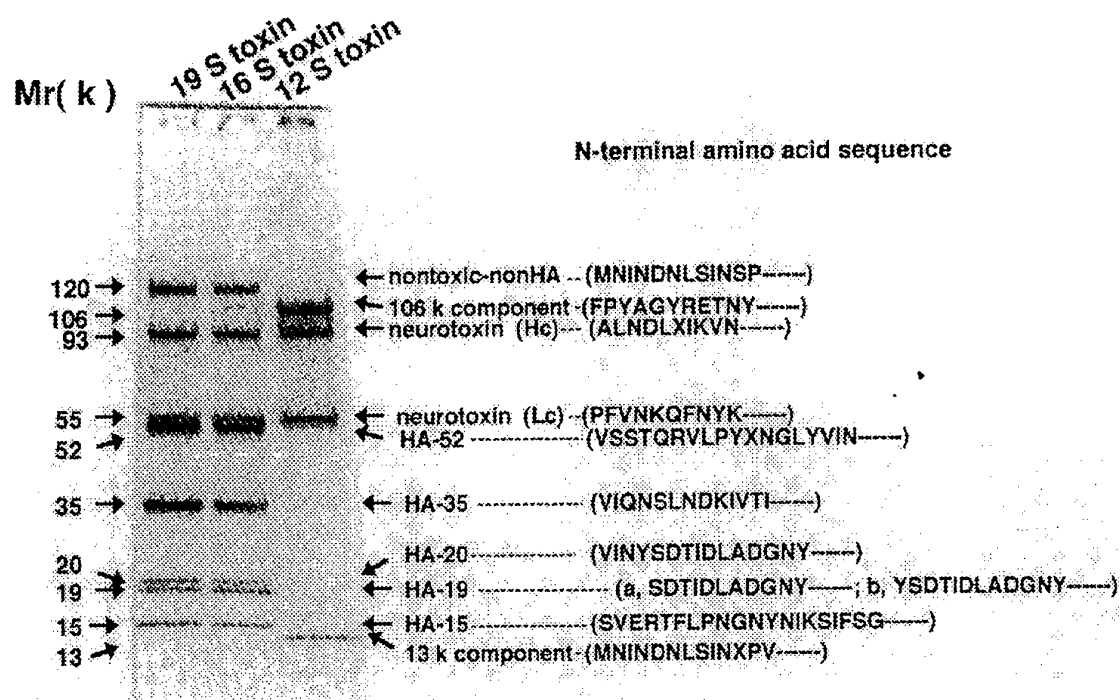 19 S toxin
16 S toxin
12 S toxin
Mr( k )
N-terminal amino acid sequence
120 nontoxic-nonHA -- (MNINDNLSINSP------)
106 106 k component -(FPYAGYRETNY------)
93 neurotoxin (Hc)--- (ALNDLXIKVN------)
55 neurotoxin (Lc) --(PFVNKQFNYK------)
52 HA-52 -------------- (VSSTQRVLPYXNGLYVIN------)
35 HA-35 ------------- (VIQNSLNDKIVTI------)
20 HA-20-------------- (VINYSDTIDLADGNY------)
19 HA-19 -------------- (a, SDTIDLADGNY------; b, YSDTIDLADGNY------)
15 HA-15--------------- (SVERTFLPNGNYNIKSIFSG------)
13 13 k component-(MNINDNLSINXPV------)